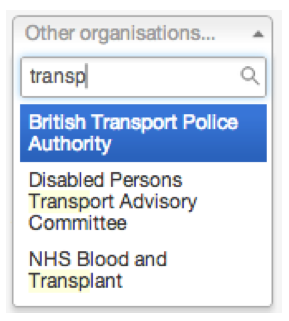 Other organisations...
transp
British Transport Police
Authority
Disabled Persons
Transport Advisory
Committee
NHS Blood and
Transplant